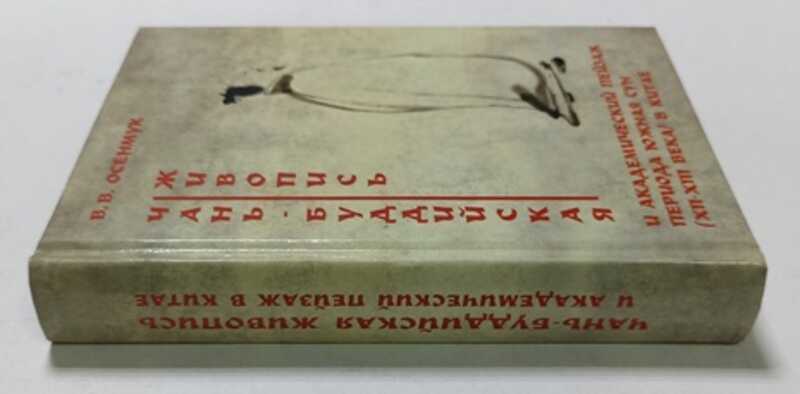 В.В. ОСЕНМУК
ЧАНЬ-БУДДИЙСКАЯ
ЖИВОПИСЬ
И АКАДЕМИЧЕСКИЙ ПЕЙЗАЖ
ПЕРИОДА ЮЖНАЯ СУН
/XII-XIII ВЕКА/ В КИТАЕ
ЧАНЬ-БУДДИЙСКАЯ ЖИВОПИСЬ
И АКАДЕМИЧЕСКИЙ ПЕЙЗАЖ В КИТАЕ